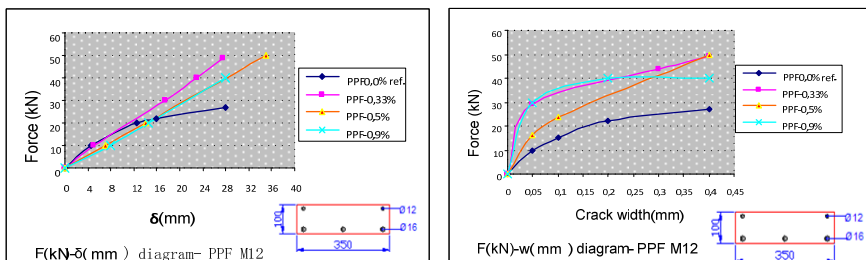 60
50
40
30
20
10
0
Force (kN)
0 4 8 12 16 20 24 28 32 36 40
δ(mm)
PPF0,0% ref.
PPF-0,33%
PPF-0,5%
PPF-0,9%
100
Ø12
Ø16
350
F(kN)-δ( mm ) diagram- PPF M12
60
50
40
30
20
10
0
Force (kN)
0 0,05 0,1 0,15 0,2 0,25 0,3 0,35 0,4 0,45
Crack width(mm)
PPF0,0% ref.
PPF-0,33%
PPF-0,5%
PPF-0,9%
100
Ø12
Ø16
350
F(kN)-w( mm ) diagram- PPF M12